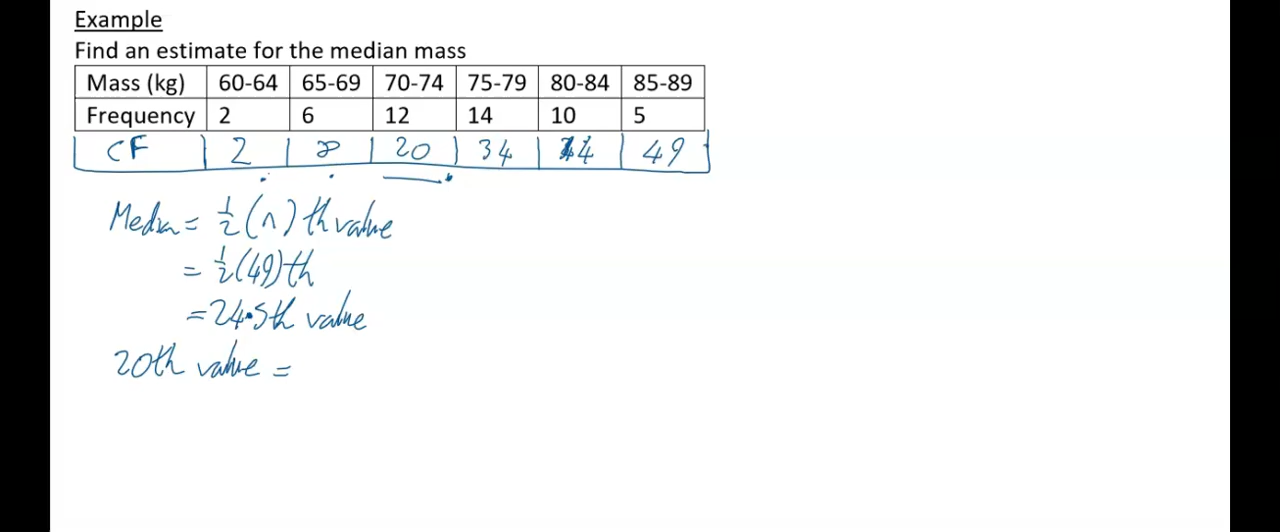 Example
Find an estimate for the median mass
Mass (kg) 60-64 65-69 70-74 75-79 80-84 85-89
Frequency 2 6 12 14 10 5
CF 2 8 20 34 44 49
Median = 1/2 (n) th value
= 1/2 (49) th
= 24.5th value
20th value =